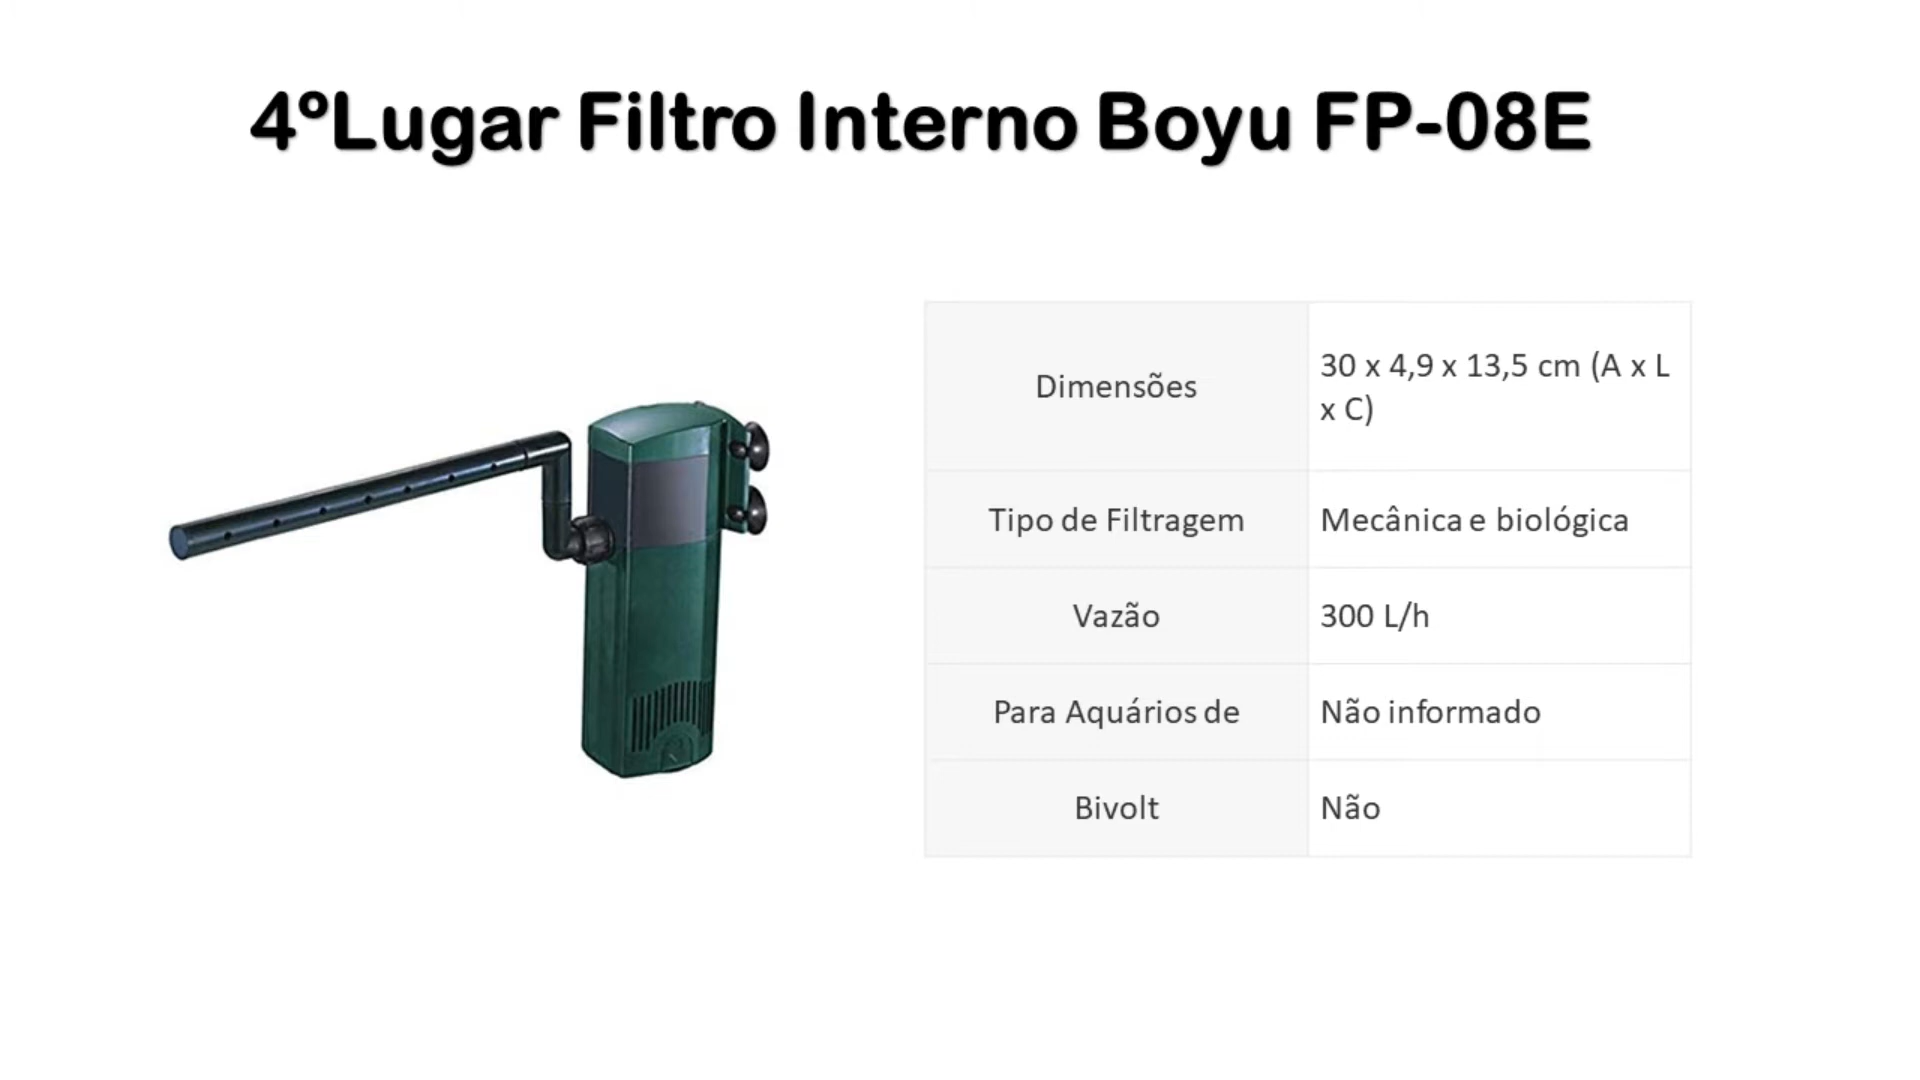 4ºLugar Filtro Interno Boyu FP-08E
Dimensões
30 x 4,9 x 13,5 cm (A x L
x C)
Tipo de Filtragem
Mecânica e biológica
Vazão
300 L/h
Para Aquários de
Não informado
Bivolt
Não